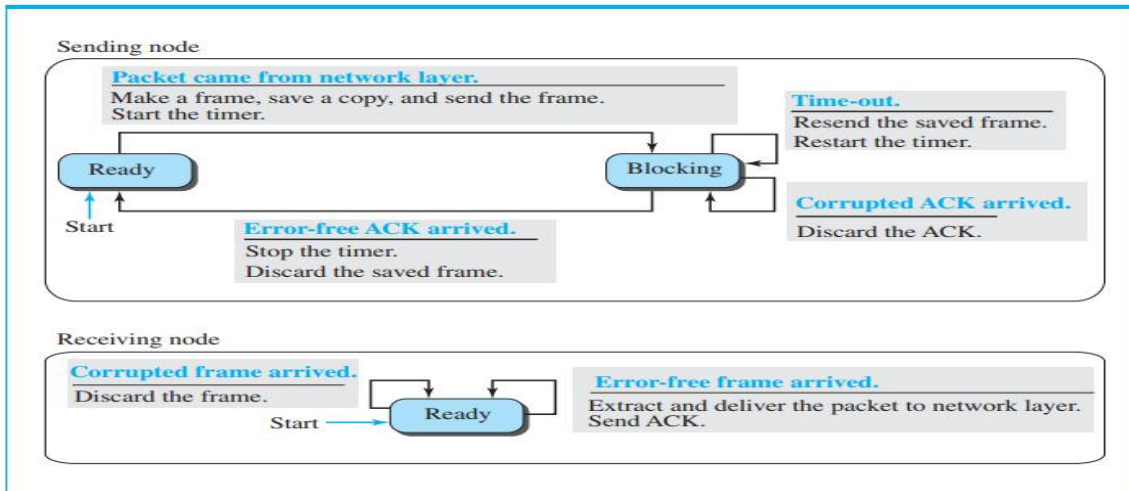 Sending node
Packet came from network layer.
Make a frame, save a copy, and send the frame.
Start the timer.
Time-out.
Resend the saved frame.
Restart the timer.
Ready
Blocking
Start
Error-free ACK arrived.
Stop the timer.
Discard the saved frame.
Corrupted ACK arrived.
Discard the ACK.
Receiving node
Corrupted frame arrived.
Discard the frame.
Start
Ready
Error-free frame arrived.
Extract and deliver the packet to network layer.
Send ACK.